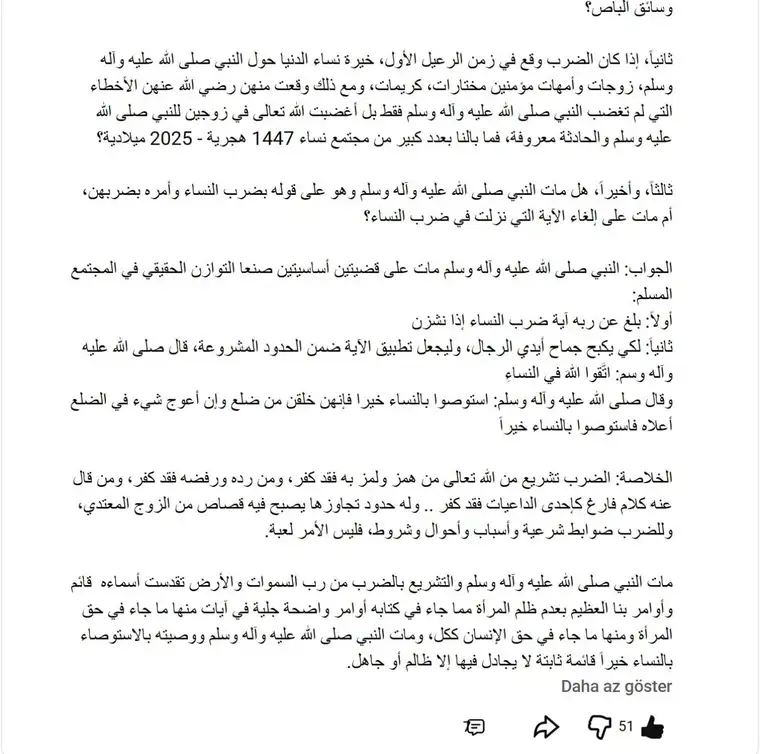 وسائق الباص؟
ثانياً، إذا كان الضرب وقع في زمن الرعيل الأول، خيرة نساء الدنيا حول النبي صلى الله عليه وآله
وسلم، زوجات وأمهات مؤمنين مختارات، كريمات، ومع ذلك وقعت منهن رضي الله عنهن الأخطاء
التي لم تغضب النبي صلى الله عليه وآله وسلم فقط بل أغضبت الله تعالى في زوجين للنبي صلى الله
عليه وسلم والحادثة معروفة، فما بالنا بعدد كبير من مجتمع نساء 1447 هجرية - 2025 ميلادية؟
ثالثاً، وأخيراً، هل مات النبي صلى الله عليه وآله وسلم وهو على قوله بضرب النساء وأمره بضربهن،
أم مات على إلغاء الآية التي نزلت في ضرب النساء؟
الجواب: النبي صلى الله عليه وآله وسلم مات على قضيتين أساسيتين صنعا التوازن الحقيقي في المجتمع
المسلم:
أولاً: بلغ عن ربه آية ضرب النساء إذا نشزن
ثانياً: لكي يكبح جماح أيدي الرجال، وليجعل تطبيق الآية ضمن الحدود المشروعة، قال صلى الله عليه
وآله وسم: اتَّقوا اللهَ في النساءِ
وقال صلى الله عليه وآله وسلم: استوصوا بالنساء خيرا فإنهن خلقن من ضلع وإن أعوج شيء في الضلع
أعلاه فاستوصوا بالنساء خيراً
الخلاصة: الضرب تشريع من الله تعالى من همز ولمز به فقد كفر، ومن رده ورفضه فقد كفر، ومن قال
عنه كلام فارغ كإحدى الداعيات فقد كفر .. وله حدود تجاوزها يصبح فيه قصاص من الزوج المعتدي،
وللضرب ضوابط شرعية وأسباب وأحوال وشروط، فليس الأمر لعبة.
مات النبي صلى الله عليه وآله وسلم والتشريع بالضرب من رب السموات والأرض تقدست أسماءه قائم
وأوامر بنا العظيم بعدم ظلم المرأة مما جاء في كتابه أوامر واضحة جلية في آيات منها ما جاء في حق
المرأة ومنها ما جاء في حق الإنسان ككل، ومات النبي صلى الله عليه وآله وسلم ووصيته بالاستوصاء
بالنساء خيراً قائمة ثابتة لا يجادل فيها إلا ظالم أو جاهل.
Daha az göster
51